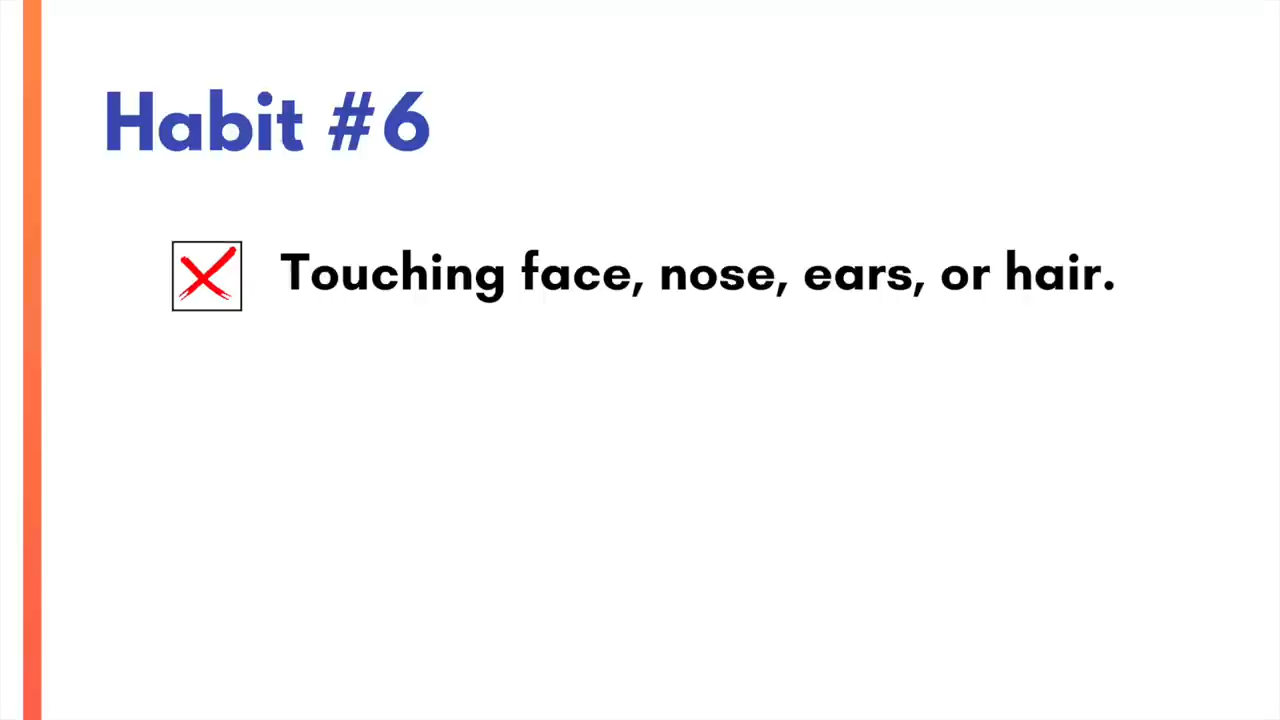 Habit #6
Touching face, nose, ears, or hair.